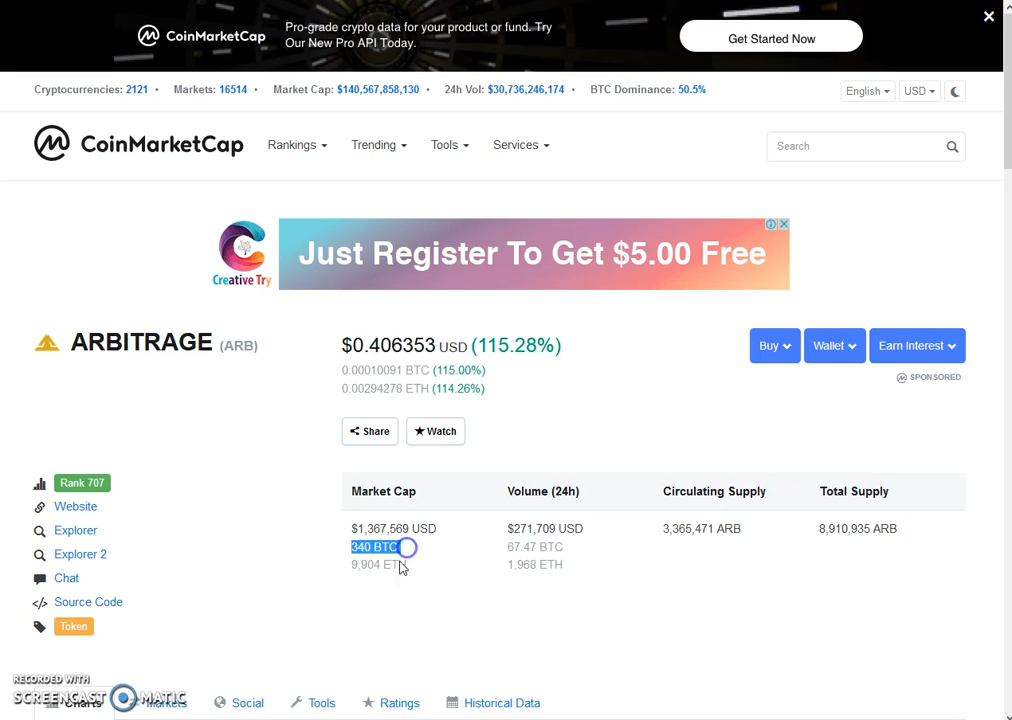 CoinMarketCap
Pro-grade crypto data for your product or fund. Try
Our New Pro API Today.
Get Started Now
Cryptocurrencies: 2121 • Markets: 16514 • Market Cap: $140,567,858,130 • 24h Vol: $30,736,246,174 • BTC Dominance: 50.5%
English USD
CoinMarketCap Rankings Trending Tools Services Search
Creative Try
Just Register To Get $5.00 Free
ARBITRAGE (ARB)
$0.406353 USD (115.28%)
0.00010091 BTC (115.00%)
0.00294278 ETH (114.26%)
Buy Wallet Earn Interest
SPONSORED
Share Watch
Rank 707
Website
Explorer
Explorer 2
Chat
Source Code
Token
Market Cap Volume (24h) Circulating Supply Total Supply
$1,367,569 USD $271,709 USD 3,365,471 ARB 8,910,935 ARB
340 BTC 67.47 BTC
9,904 ETH 1,968 ETH
RECORDED WITH
SCREENCAST MATIC
Charts Markets Social Tools Ratings Historical Data